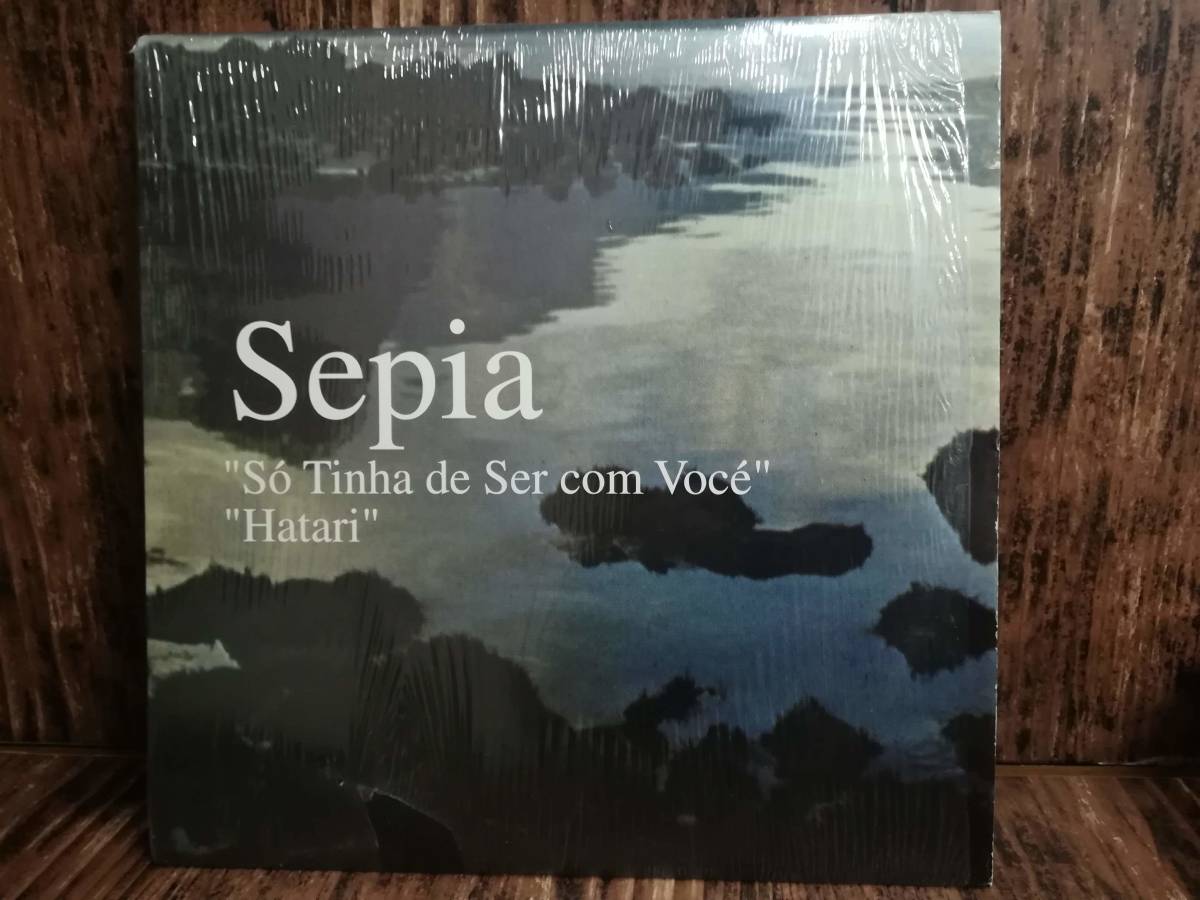 Sepia
"Só Tinha de Ser com Vocé"
"Hatari"